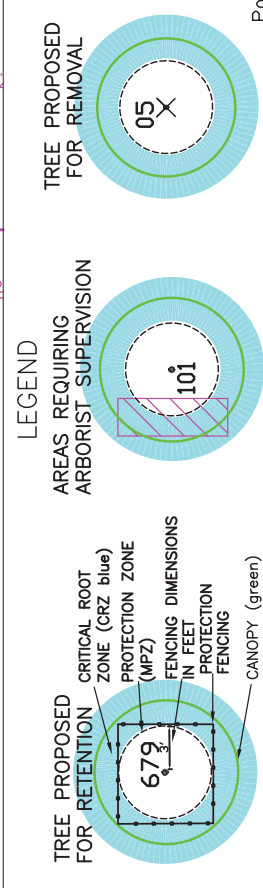 LEGEND
TREE PROPOSED
FOR RETENTION
CRITICAL ROOT
ZONE (CRZ blue)
PROTECTION ZONE
(MPZ)
FENCING DIMENSIONS
IN FEET
PROTECTION
FENCING
CANOPY (green)
679
3'
AREAS REQUIRING
ARBORIST SUPERVISION
101
TREE PROPOSED
FOR REMOVAL
05